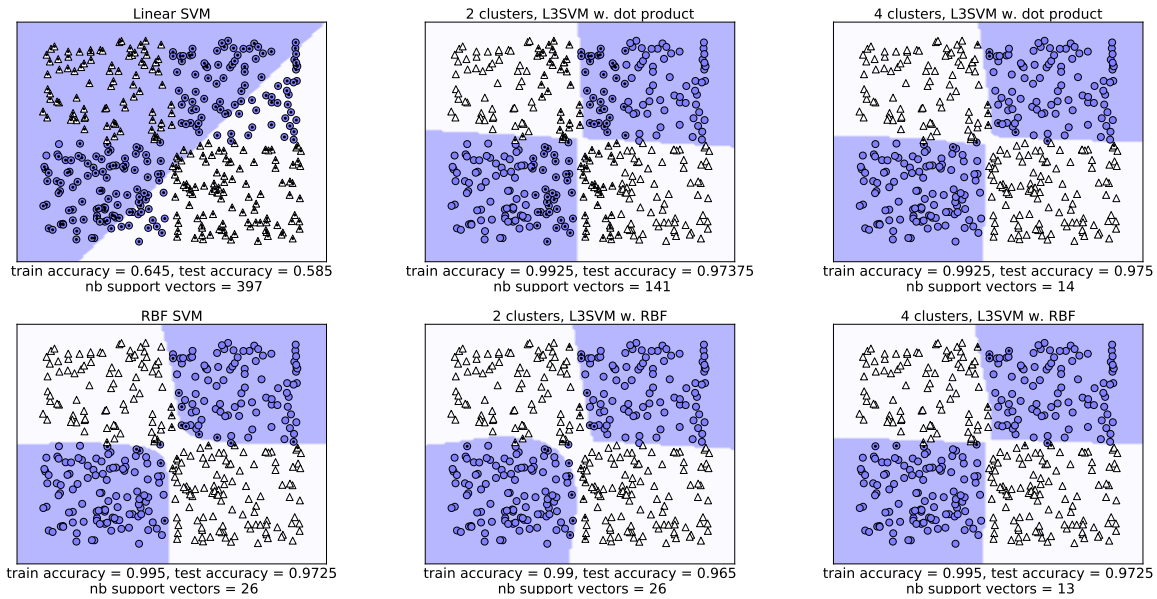 Linear SVM
2 clusters, L3SVM w. dot product
4 clusters, L3SVM w. dot product
train accuracy = 0.645, test accuracy = 0.585
nb support vectors = 397
train accuracy = 0.9925, test accuracy = 0.97375
nb support vectors = 141
train accuracy = 0.9925, test accuracy = 0.975
nb support vectors = 14
RBF SVM
2 clusters, L3SVM w. RBF
4 clusters, L3SVM w. RBF
train accuracy = 0.995, test accuracy = 0.9725
nb support vectors = 26
train accuracy = 0.99, test accuracy = 0.965
nb support vectors = 26
train accuracy = 0.995, test accuracy = 0.9725
nb support vectors = 13